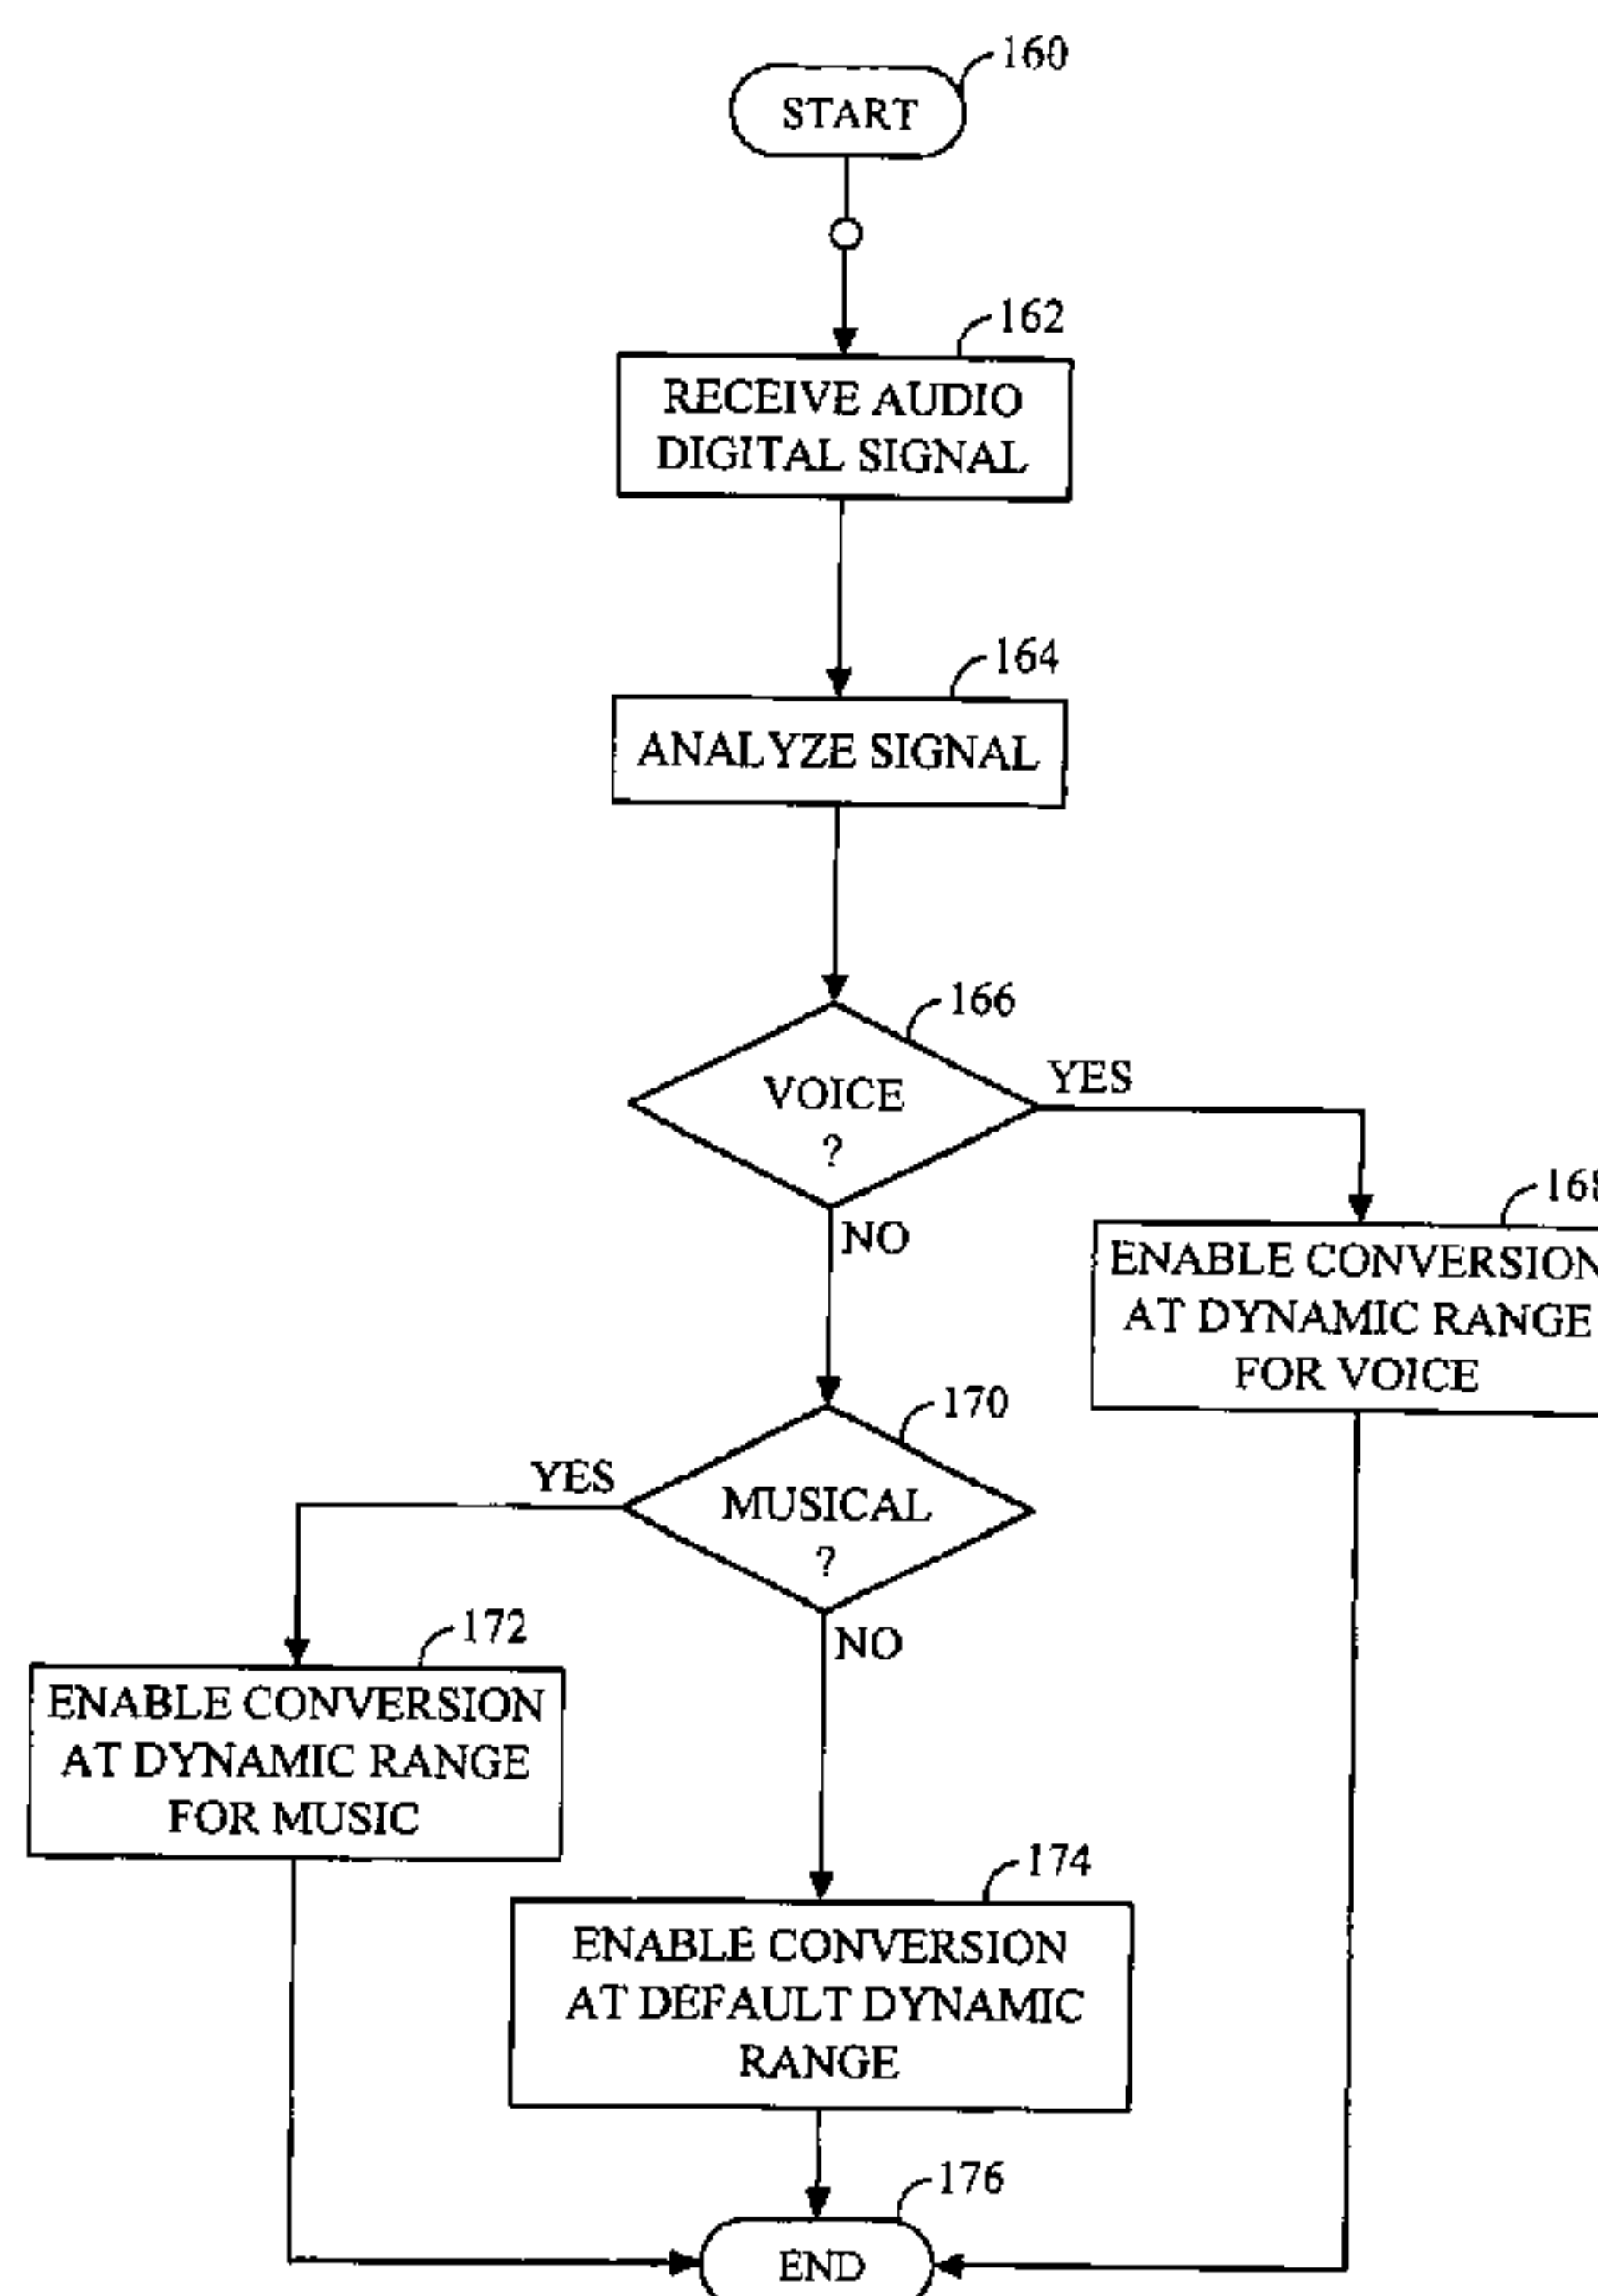 160
START
162
RECEIVE AUDIO
DIGITAL SIGNAL
164
ANALYZE SIGNAL
166
VOICE
?
YES
NO
168
ENABLE CONVERSION
AT DYNAMIC RANGE
FOR VOICE
170
MUSICAL
?
YES
NO
172
ENABLE CONVERSION
AT DYNAMIC RANGE
FOR MUSIC
174
ENABLE CONVERSION
AT DEFAULT DYNAMIC
RANGE
176
END